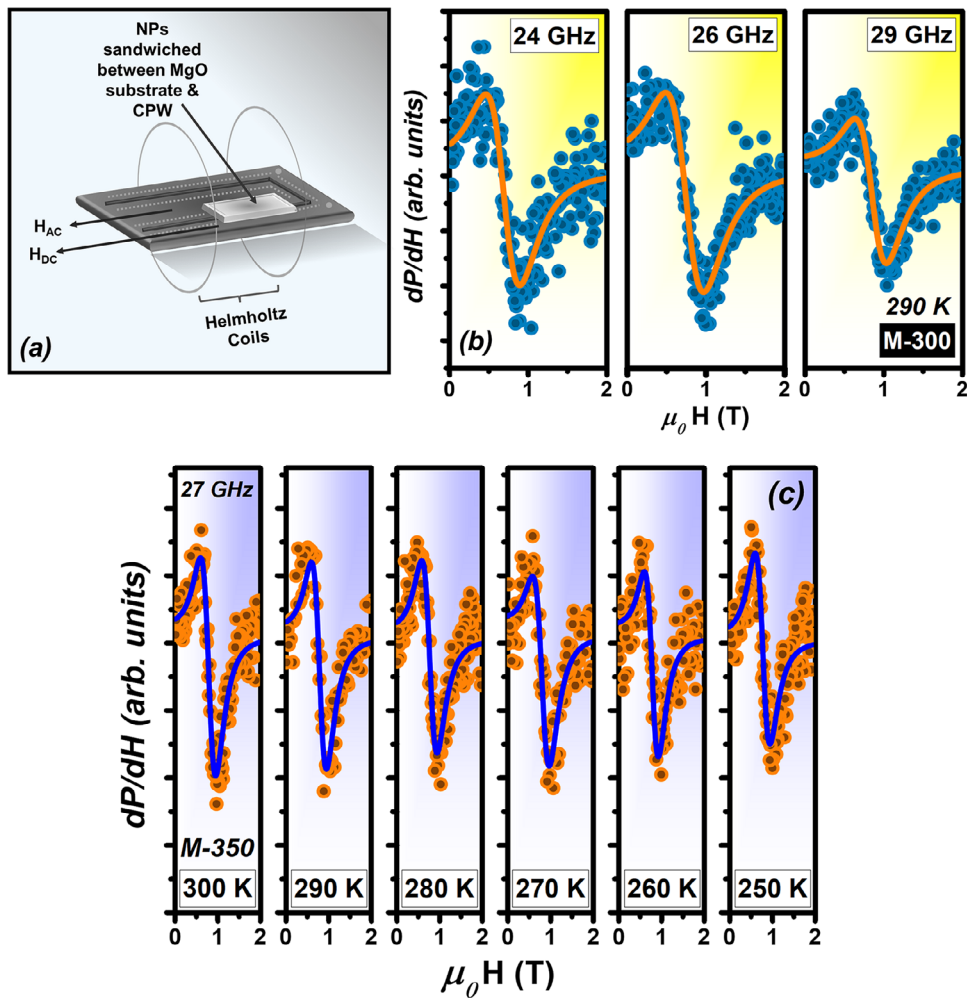 (a)
NPs
sandwiched
between MgO
substrate &
CPW
H_AC
H_DC
Helmholtz
Coils
(b)
dP/dH (arb. units)
24 GHz
26 GHz
29 GHz
290 K
M-300
0 1 2
0 1 2
0 1 2
μ₀ H (T)
(c)
dP/dH (arb. units)
27 GHz
M-350
300 K
290 K
280 K
270 K
260 K
250 K
0 1 2
0 1 2
0 1 2
0 1 2
0 1 2
0 1 2
μ₀ H (T)